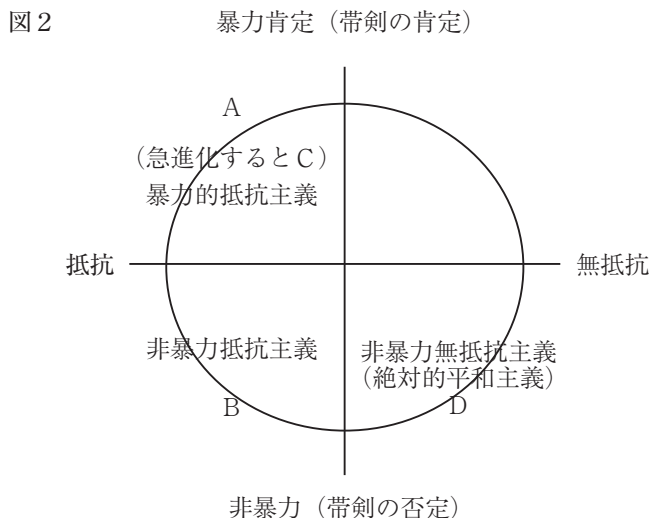 図2
暴力肯定（帯剣の肯定）
A
（急進化するとC）
暴力的抵抗主義
抵抗
無抵抗
非暴力抵抗主義
非暴力無抵抗主義
（絶対的平和主義）
B
D
非暴力（帯剣の否定）